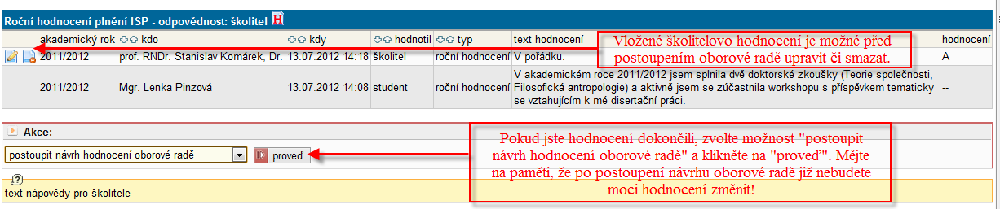 Roční hodnocení plnění ISP - odpovědnost: školitel H
akademický rok kdo kdy hodnotil typ text hodnocení hodnocení
Vložené školitelovo hodnocení je možné před
postoupením oborové radě upravit či smazat.
2011/2012 prof. RNDr. Stanislav Komárek, Dr. 13.07.2012 14:18 školitel roční hodnocení V pořádku. A
2011/2012 Mgr. Lenka Pinzová 13.07.2012 14:08 student roční hodnocení V akademickém roce 2011/2012 jsem splnila dvě doktorské zkoušky (Teorie společnosti,
Filosofická antropologie) a aktivně jsem se zúčastnila workshopu s příspěvkem tematicky
se vztahujícím k mé disertační práci. --
Akce:
postoupit návrh hodnocení oborové radě proveď
Pokud jste hodnocení dokončili, zvolte možnost "postoupit
návrh hodnocení oborové radě" a klikněte na "proveď". Mějte
na paměti, že po postoupení návrhu oborové radě již nebudete
moci hodnocení změnit!
text nápovědy pro školitele